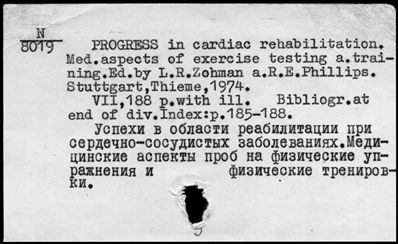 N
8019
PROGRESS in cardiac rehabilitation.
Med.aspects of exercise testing a.trai-
ning.Ed.by L.R.Zohman a.R.E.Phillips.
Stuttgart,Thieme,1974.
VII,188 p.with ill. Bibliogr.at
end of div.Index:p.185-188.
Успехи в области реабилитации при
сердечно-сосудистых заболеваниях.Меди-
цинские аспекты проб на физические уп-
ражнения и физические трениров-
ки.